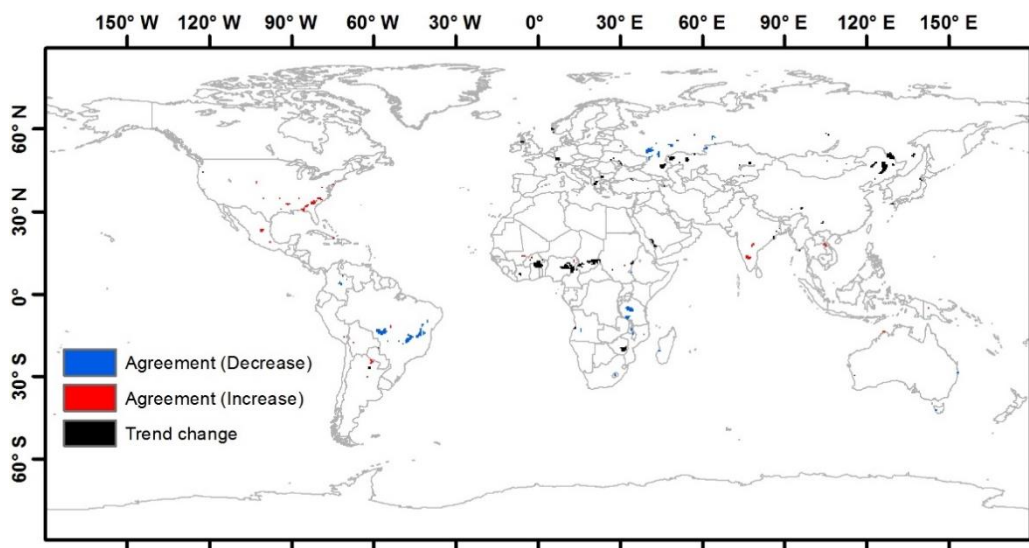 150° W 120° W 90° W 60° W 30° W 0° 30° E 60° E 90° E 120° E 150° E
60° N
30° N
0°
30° S
60° S
Agreement (Decrease)
Agreement (Increase)
Trend change